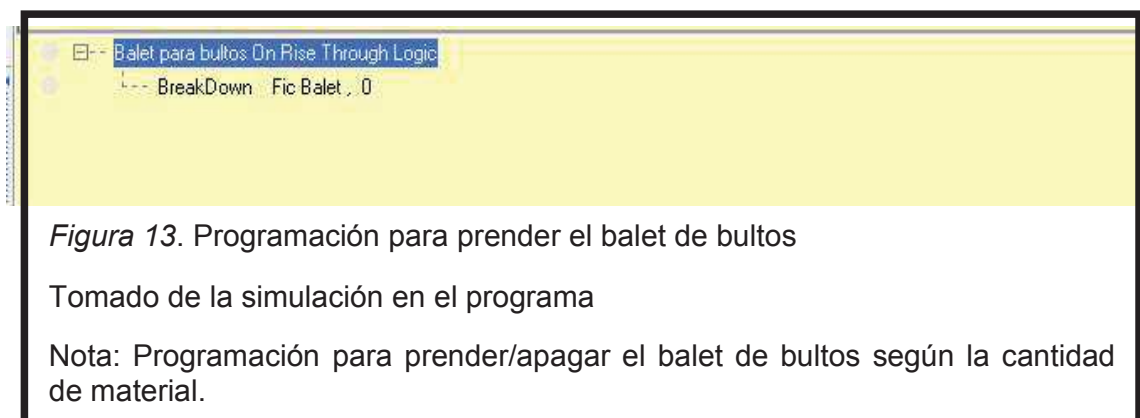 Balet para bultos On Rise Through Logic
BreakDown Fic Balet , 0
Figura 13. Programación para prender el balet de bultos
Tomado de la simulación en el programa
Nota: Programación para prender/apagar el balet de bultos según la cantidad
de material.